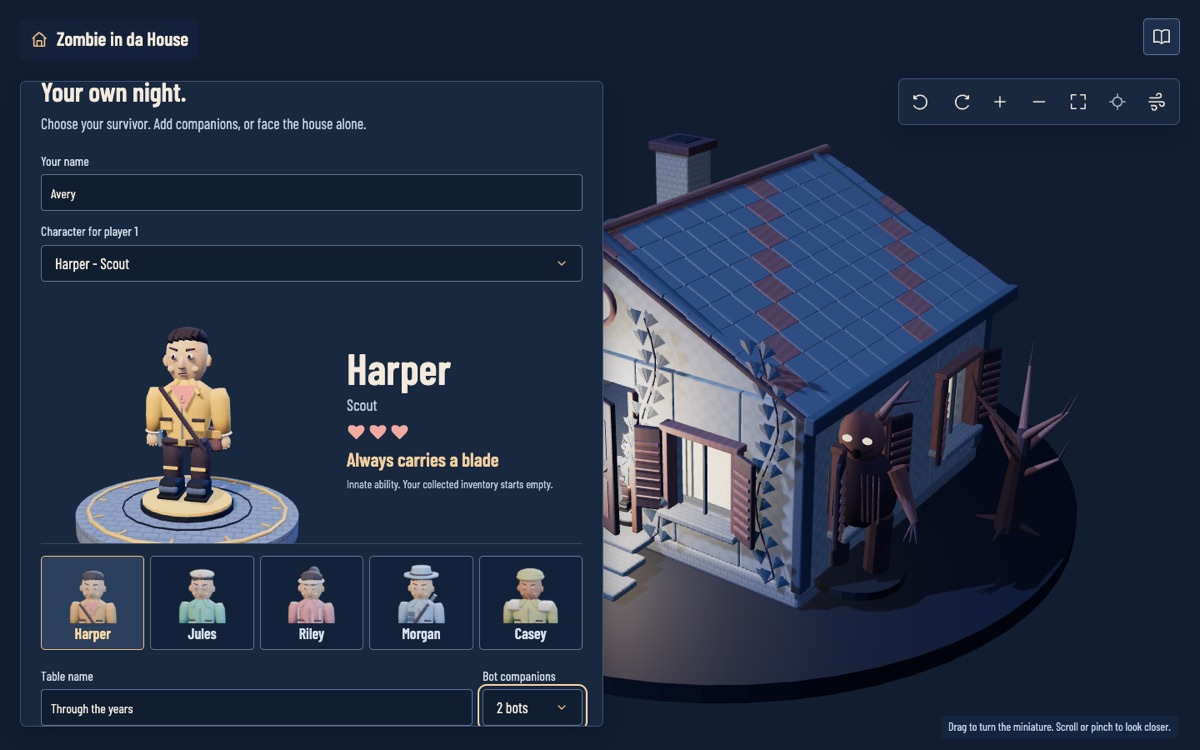 Zombie in da House
Your own night.
Choose your survivor. Add companions, or face the house alone.
Your name
Avery
Character for player 1
Harper - Scout
Harper
Scout
Always carries a blade
Innate ability. Your collected inventory starts empty.
Harper
Jules
Riley
Morgan
Casey
Table name
Bot companions
Through the years
2 bots
Drag to turn the miniature. Scroll or pinch to look closer.